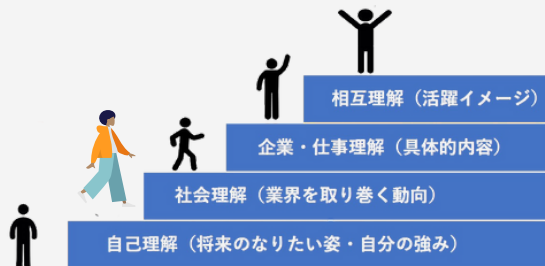 相互理解（活躍イメージ）
企業・仕事理解（具体的内容）
社会理解（業界を取り巻く動向）
自己理解（将来のなりたい姿・自分の強み）